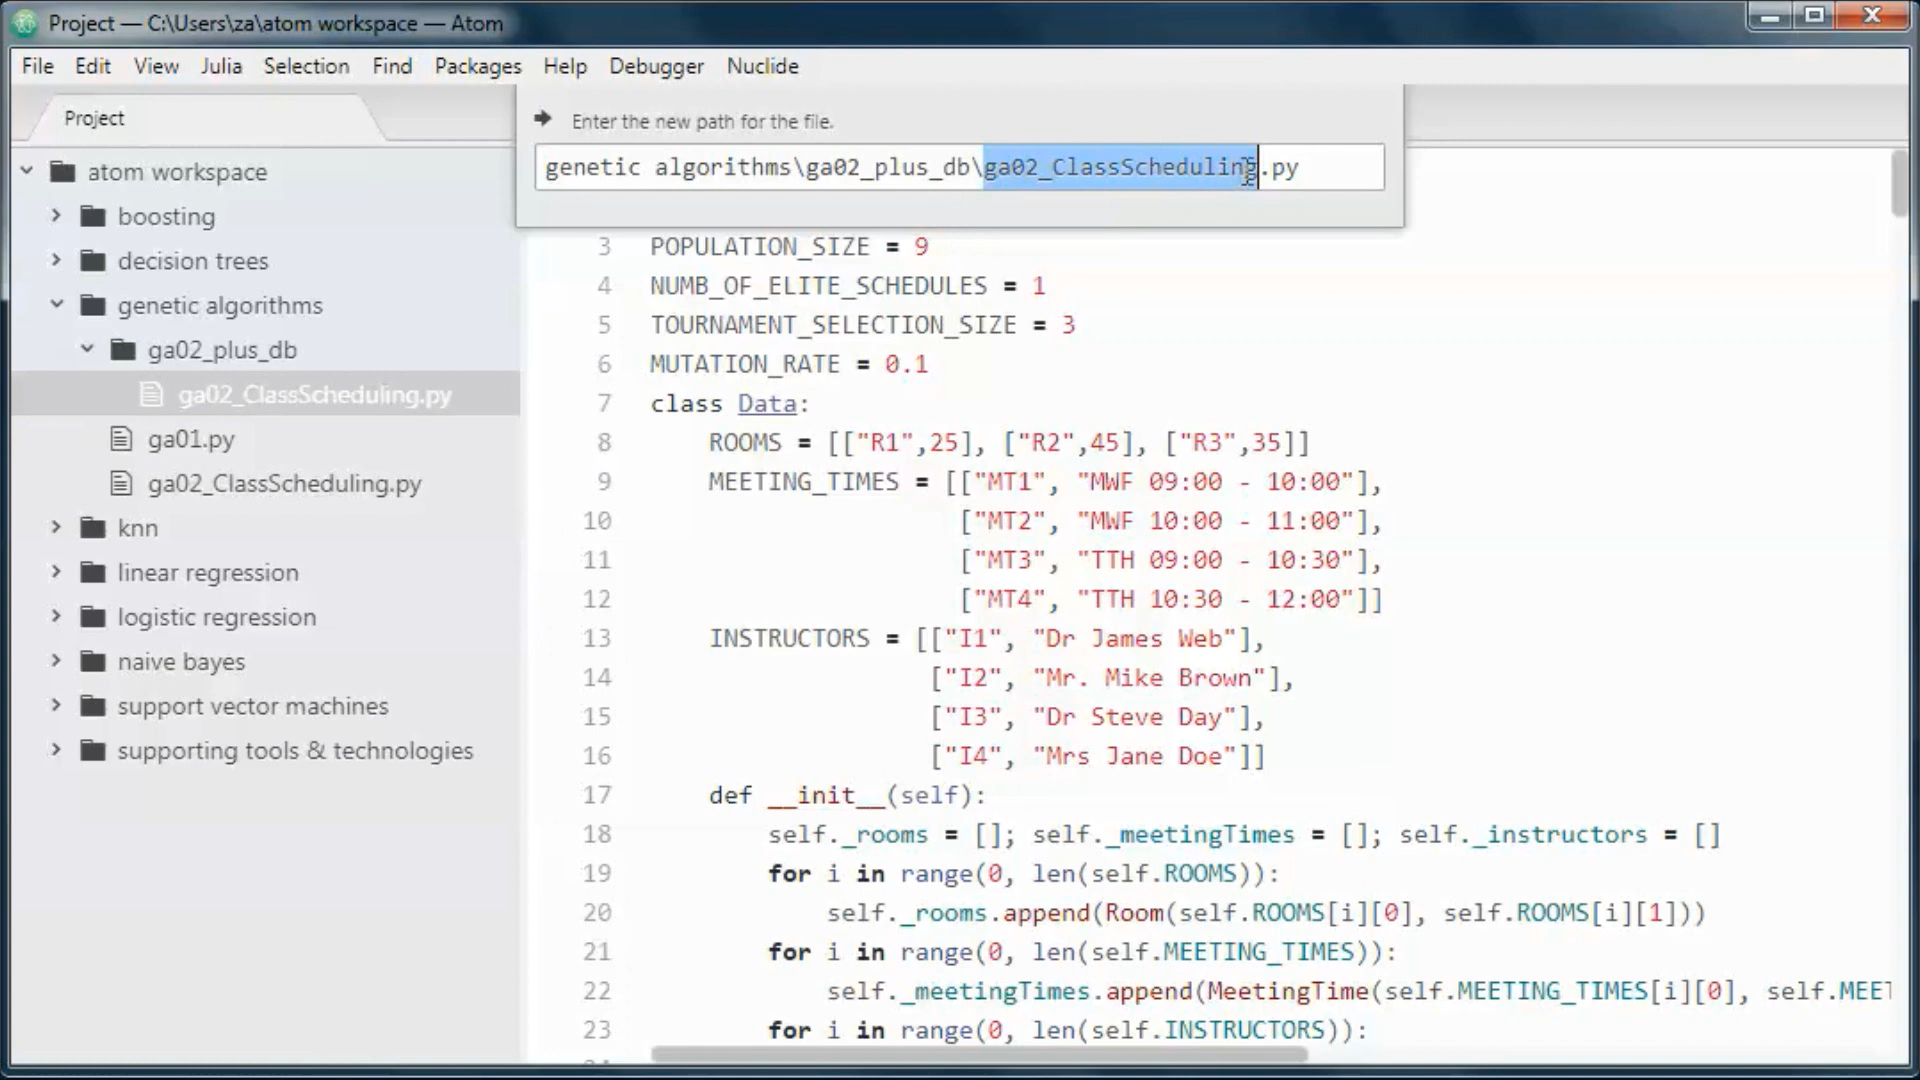 Project — C:\Users\za\atom workspace — Atom
File Edit View Julia Selection Find Packages Help Debugger Nuclide
Project
Enter the new path for the file.
genetic algorithms\ga02_plus_db\ga02_ClassScheduling.py
atom workspace
boosting
decision trees
genetic algorithms
ga02_plus_db
ga02_ClassScheduling.py
ga01.py
ga02_ClassScheduling.py
knn
linear regression
logistic regression
naive bayes
support vector machines
supporting tools & technologies
3 POPULATION_SIZE = 9
4 NUMB_OF_ELITE_SCHEDULES = 1
5 TOURNAMENT_SELECTION_SIZE = 3
6 MUTATION_RATE = 0.1
7 class Data:
8 ROOMS = [["R1",25], ["R2",45], ["R3",35]]
9 MEETING_TIMES = [["MT1", "MWF 09:00 - 10:00"],
10 ["MT2", "MWF 10:00 - 11:00"],
11 ["MT3", "TTH 09:00 - 10:30"],
12 ["MT4", "TTH 10:30 - 12:00"]]
13 INSTRUCTORS = [["I1", "Dr James Web"],
14 ["I2", "Mr. Mike Brown"],
15 ["I3", "Dr Steve Day"],
16 ["I4", "Mrs Jane Doe"]]
17 def __init__(self):
18 self._rooms = []; self._meetingTimes = []; self._instructors = []
19 for i in range(0, len(self.ROOMS)):
20 self._rooms.append(Room(self.ROOMS[i][0], self.ROOMS[i][1]))
21 for i in range(0, len(self.MEETING_TIMES)):
22 self._meetingTimes.append(MeetingTime(self.MEETING_TIMES[i][0], self.MEET
23 for i in range(0, len(self.INSTRUCTORS)):